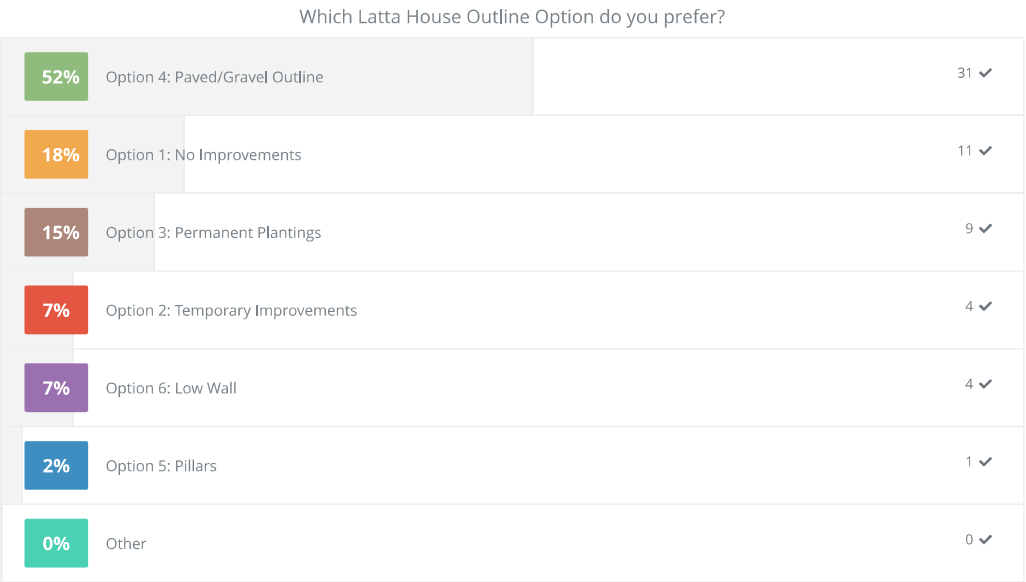 Which Latta House Outline Option do you prefer?
52% Option 4: Paved/Gravel Outline 31
18% Option 1: No Improvements 11
15% Option 3: Permanent Plantings 9
7% Option 2: Temporary Improvements 4
7% Option 6: Low Wall 4
2% Option 5: Pillars 1
0% Other 0